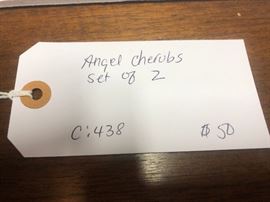 Angel cherubs
set of 2
C:438 $50